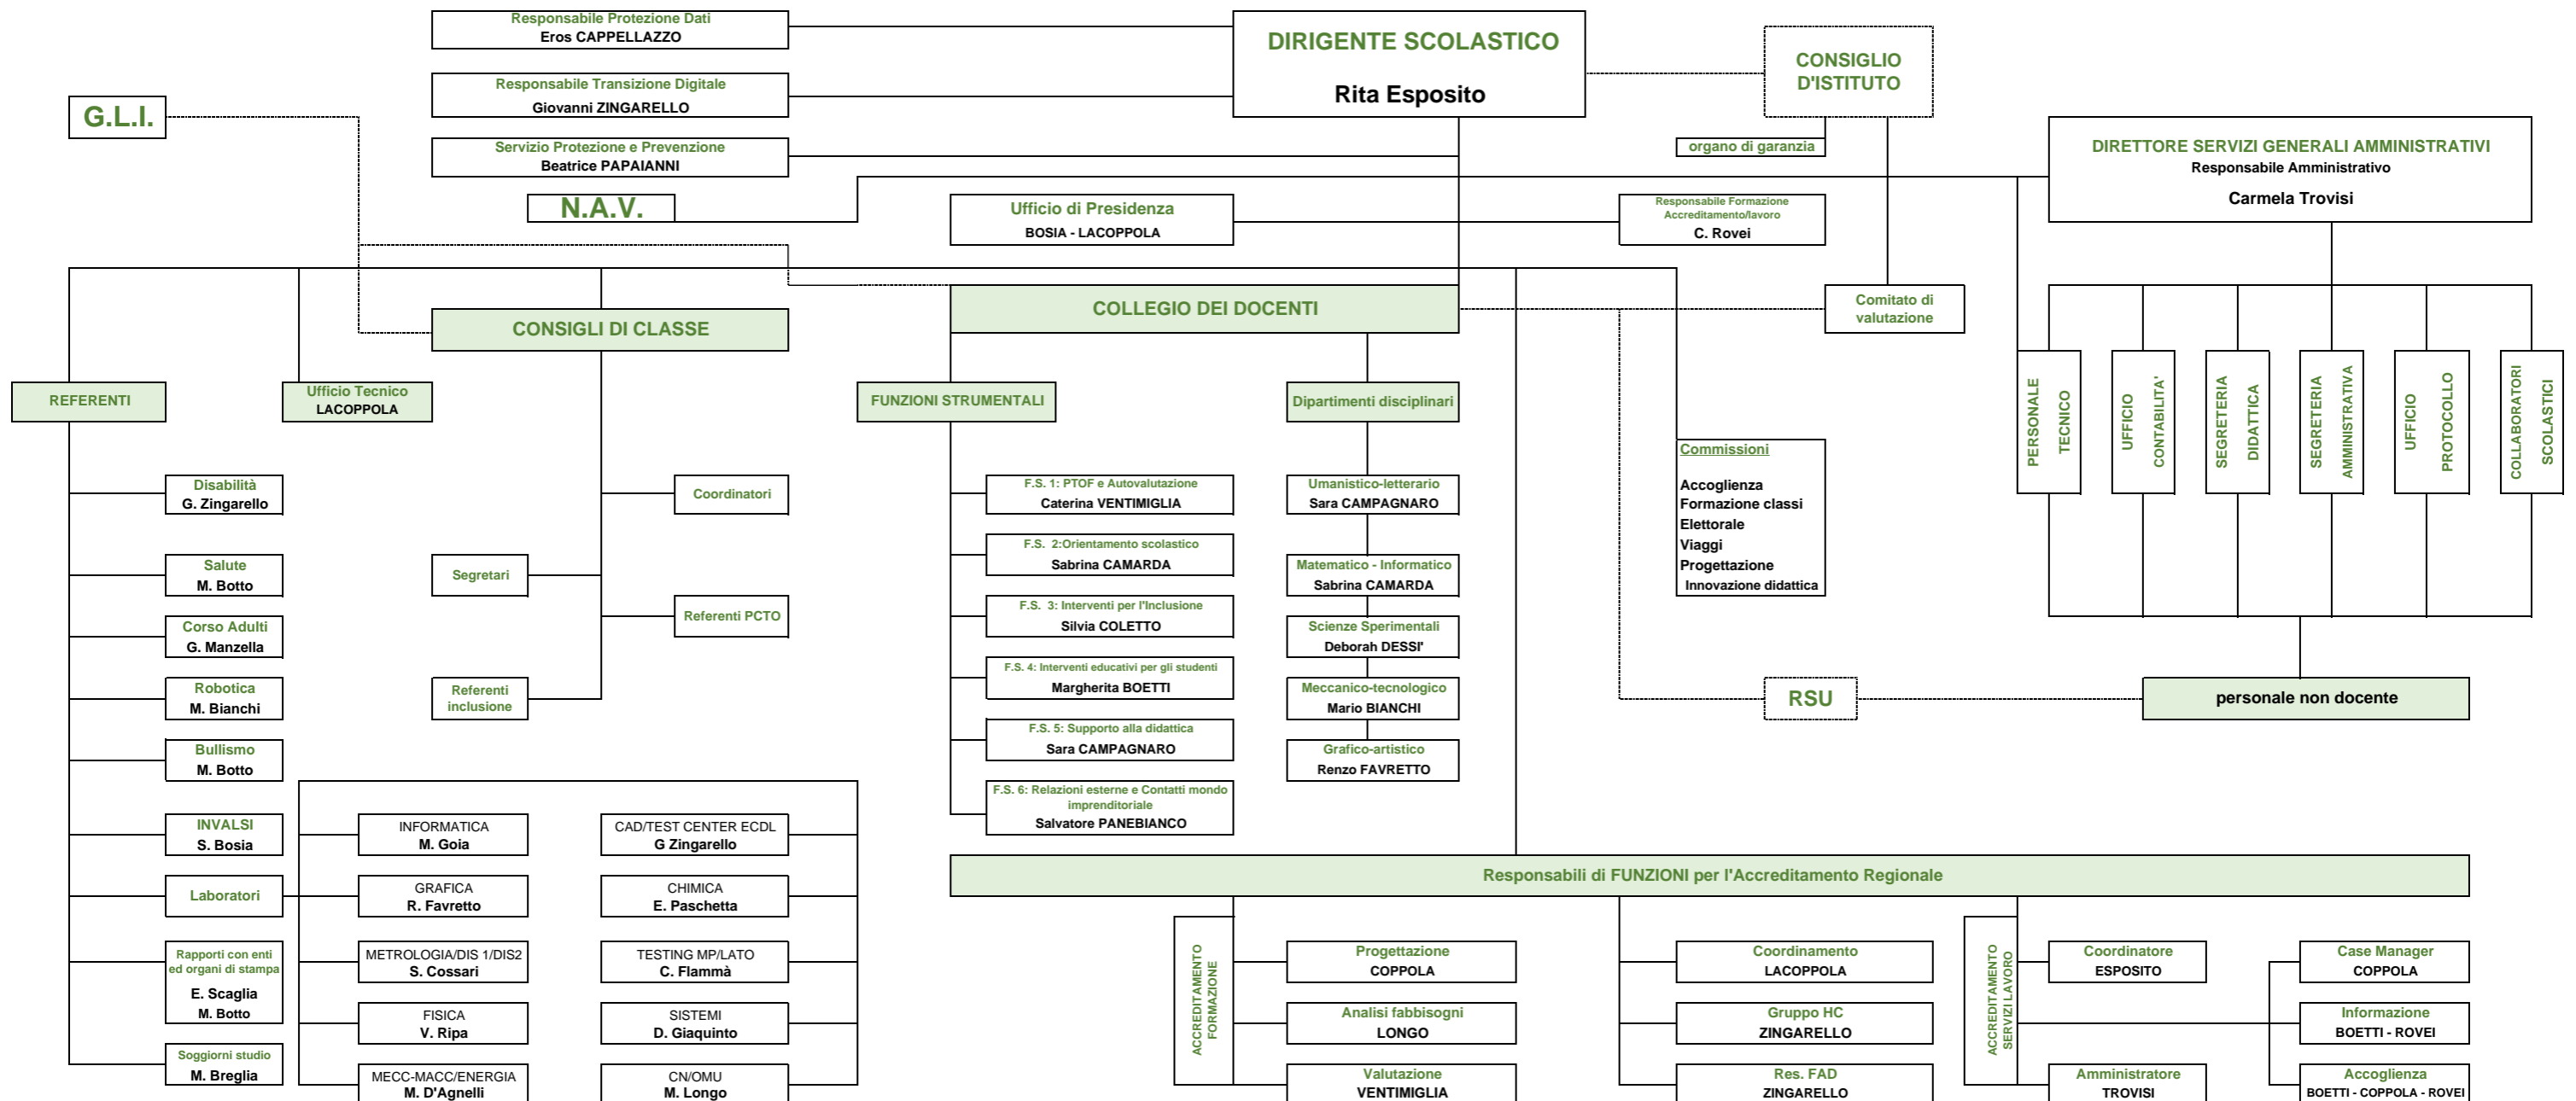 Responsabile Protezione Dati
Eros CAPPELLAZZO
DIRIGENTE SCOLASTICO
Rita Esposito
CONSIGLIO
D'ISTITUTO
Responsabile Transizione Digitale
Giovanni ZINGARELLO
G.L.I.
Servizio Protezione e Prevenzione
Beatrice PAPAIANNI
organo di garanzia
DIRETTORE SERVIZI GENERALI AMMINISTRATIVI
Responsabile Amministrativo
Carmela Trovisi
N.A.V.
Ufficio di Presidenza
BOSIA - LACOPPOLA
Responsabile Formazione
Accreditamento/lavoro
C. Rovei
CONSIGLI DI CLASSE
COLLEGIO DEI DOCENTI
Comitato di
valutazione
REFERENTI
Ufficio Tecnico
LACOPPOLA
FUNZIONI STRUMENTALI
Dipartimenti disciplinari
PERSONALE
TECNICO
UFFICIO
CONTABILITA'
SEGRETERIA
DIDATTICA
SEGRETERIA
AMMINISTRATIVA
UFFICIO
PROTOCOLLO
COLLABORATORI
SCOLASTICI
Commissioni
Accoglienza
Formazione classi
Elettorale
Viaggi
Progettazione
Innovazione didattica
Disabilità
G. Zingarello
Salute
M. Botto
Corso Adulti
G. Manzella
Robotica
M. Bianchi
Bullismo
M. Botto
INVALSI
S. Bosia
Laboratori
Rapporti con enti
ed organi di stampa
E. Scaglia
M. Botto
Soggiorni studio
M. Breglia
Coordinatori
Segretari
Referenti PCTO
Referenti
inclusione
F.S. 1: PTOF e Autovalutazione
Caterina VENTIMIGLIA
F.S. 2:Orientamento scolastico
Sabrina CAMARDA
F.S. 3: Interventi per l'Inclusione
Silvia COLETTO
F.S. 4: Interventi educativi per gli studenti
Margherita BOETTI
F.S. 5: Supporto alla didattica
Sara CAMPAGNARO
F.S. 6: Relazioni esterne e Contatti mondo
imprenditoriale
Salvatore PANEBIANCO
Umanistico-letterario
Sara CAMPAGNARO
Matematico - Informatico
Sabrina CAMARDA
Scienze Sperimentali
Deborah DESSI'
Meccanico-tecnologico
Mario BIANCHI
Grafico-artistico
Renzo FAVRETTO
RSU
personale non docente
INFORMATICA
M. Goia
CAD/TEST CENTER ECDL
G Zingarello
GRAFICA
R. Favretto
CHIMICA
E. Paschetta
METROLOGIA/DIS 1/DIS2
S. Cossari
TESTING MP/LATO
C. Flammà
FISICA
V. Ripa
SISTEMI
D. Giaquinto
MECC-MACC/ENERGIA
M. D'Agnelli
CN/OMU
M. Longo
Responsabili di FUNZIONI per l'Accreditamento Regionale
ACCREDITAMENTO
FORMAZIONE
Progettazione
COPPOLA
Analisi fabbisogni
LONGO
Valutazione
VENTIMIGLIA
Coordinamento
LACOPPOLA
Gruppo HC
ZINGARELLO
Res. FAD
ZINGARELLO
ACCREDITAMENTO
SERVIZI LAVORO
Coordinatore
ESPOSITO
Amministratore
TROVISI
Case Manager
COPPOLA
Informazione
BOETTI - ROVEI
Accoglienza
BOETTI - COPPOLA - ROVEI